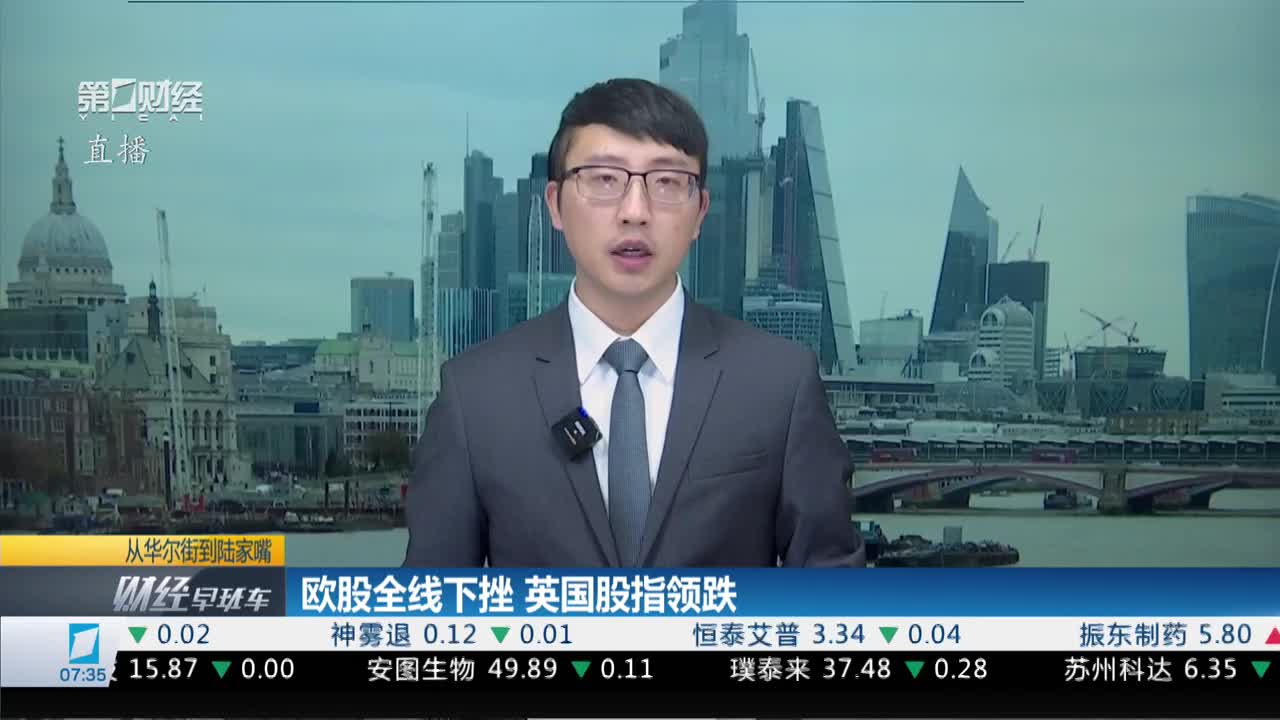 第一财经
YICAI
直播
从华尔街到陆家嘴
财经早班车
欧股全线下挫 英国股指领跌
▼ 0.02 神雾退 0.12 ▼ 0.01 恒泰艾普 3.34 ▼ 0.04 振东制药 5.80 ▲
07:35
15.87 ▼ 0.00 安图生物 49.89 ▼ 0.11 璞泰来 37.48 ▼ 0.28 苏州科达 6.35 ▼